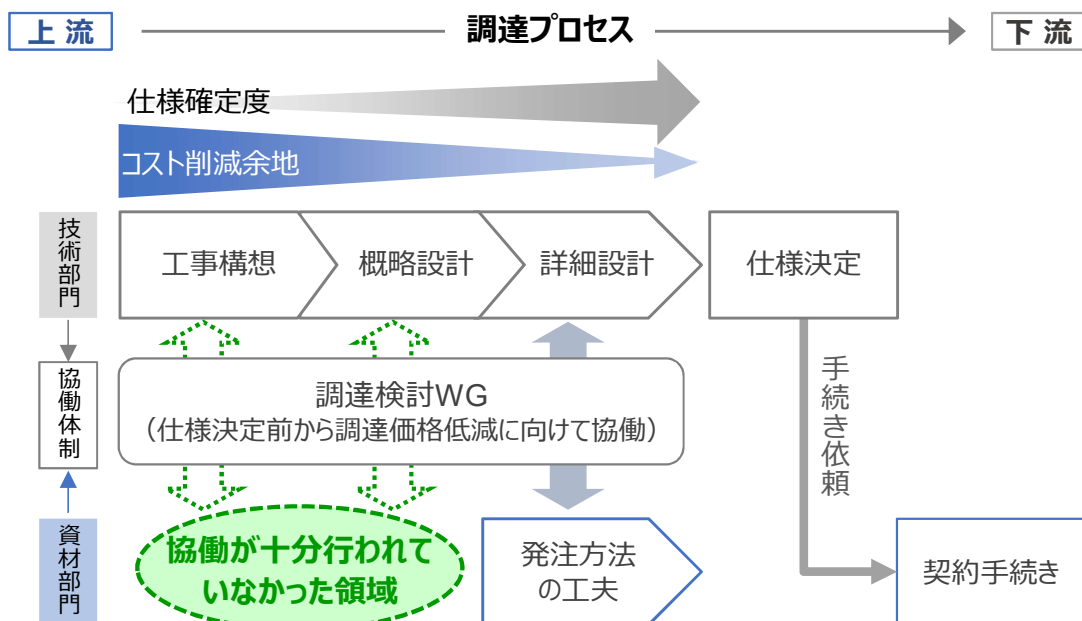 上流
調達プロセス
下流
仕様確定度
コスト削減余地
技術部門
工事構想
概略設計
詳細設計
仕様決定
協働体制
調達検討WG
（仕様決定前から調達価格低減に向けて協働）
手続き依頼
資材部門
協働が十分行われて
いなかった領域
発注方法
の工夫
契約手続き